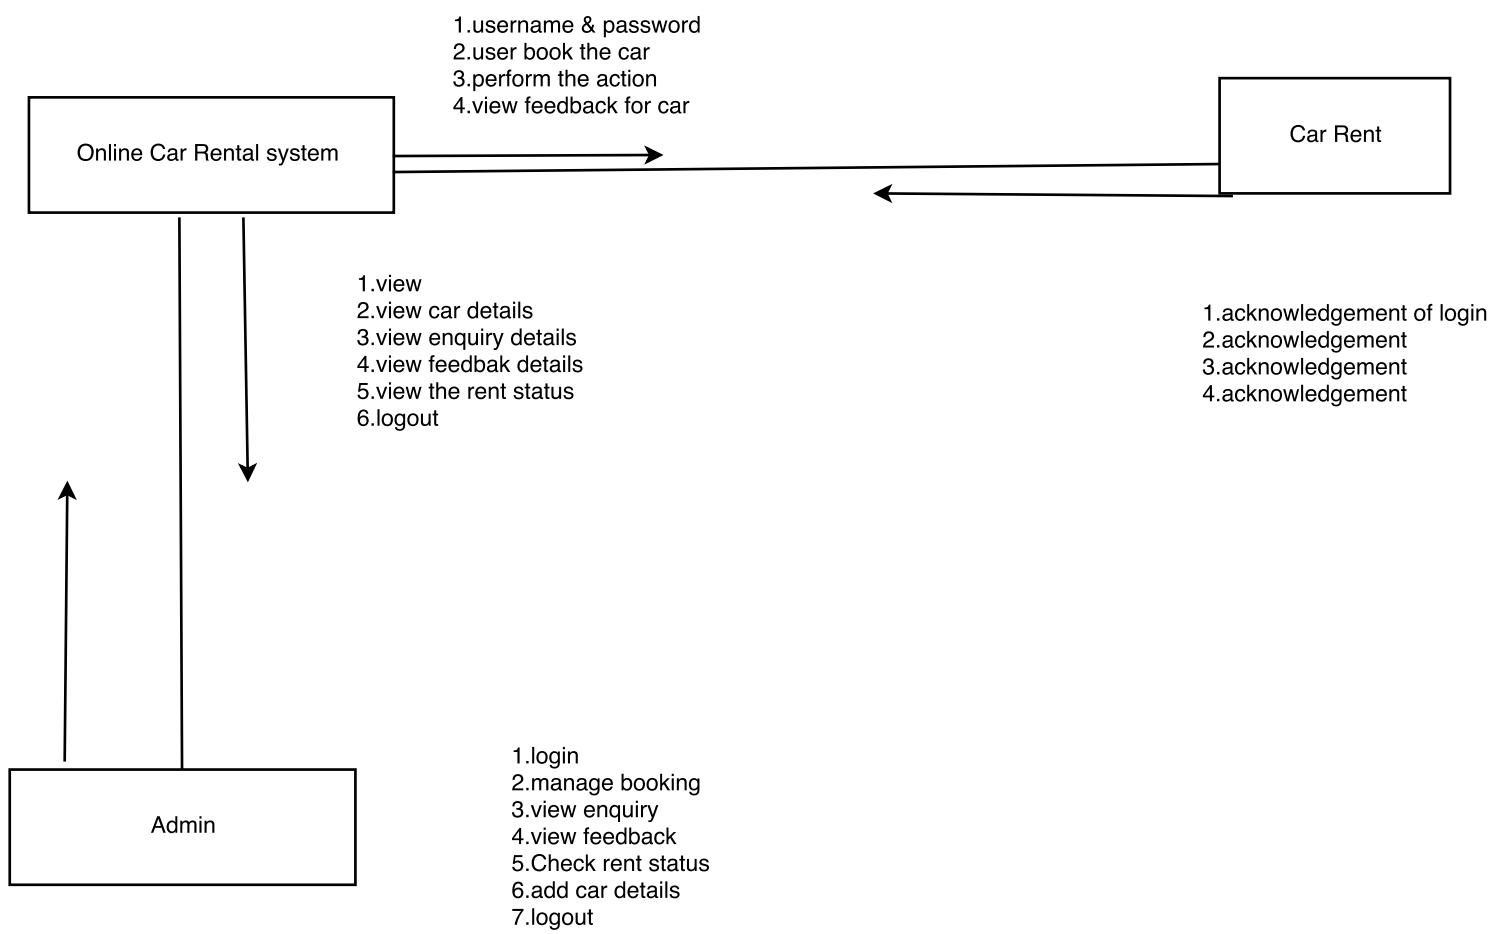 1.username & password
2.user book the car
3.perform the action
4.view feedback for car
Online Car Rental system
Car Rent
1.view
2.view car details
3.view enquiry details
4.view feedbak details
5.view the rent status
6.logout
1.acknowledgement of login
2.acknowledgement
3.acknowledgement
4.acknowledgement
Admin
1.login
2.manage booking
3.view enquiry
4.view feedback
5.Check rent status
6.add car details
7.logout